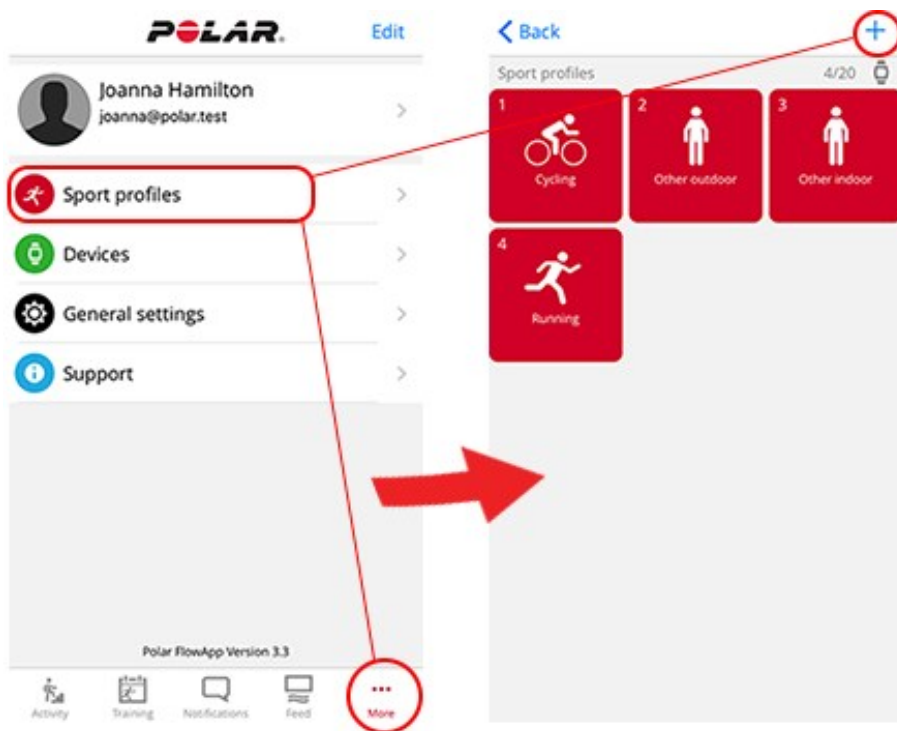 POLAR.
Edit
Joanna Hamilton
joanna@polar.test
Sport profiles
Devices
General settings
Support
Polar FlowApp Version 3.3
Activity
Training
Notifications
Feed
More
Back
+
Sport profiles
4/20
1
Cycling
2
Other outdoor
3
Other indoor
4
Running